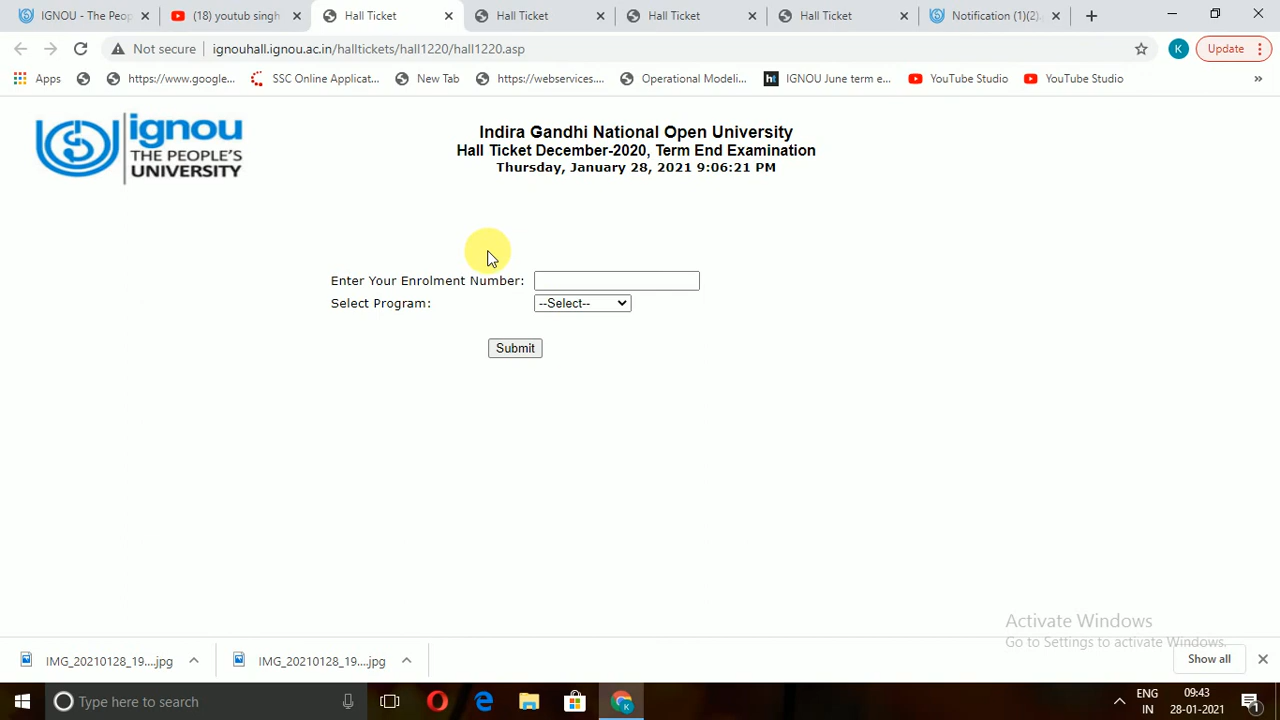 IGNOU - The Peop
(18) youtub singh
Hall Ticket
Hall Ticket
Hall Ticket
Hall Ticket
Notification (1)(2).
Not secure
ignouhall.ignou.ac.in/halltickets/hall1220/hall1220.asp
K
Update
Apps
https://www.google...
SSC Online Applicat...
New Tab
https://webservices....
Operational Modeli...
ht
IGNOU June term e...
YouTube Studio
YouTube Studio
»
ignou
THE PEOPLE'S
UNIVERSITY
Indira Gandhi National Open University
Hall Ticket December-2020, Term End Examination
Thursday, January 28, 2021 9:06:21 PM
Enter Your Enrolment Number:
Select Program: --Select--
Submit
Activate Windows
Go to Settings to activate Windows.
IMG_20210128_19....jpg
IMG_20210128_19....jpg
Show all
Type here to search
K
ENG
IN
09:43
28-01-2021
1